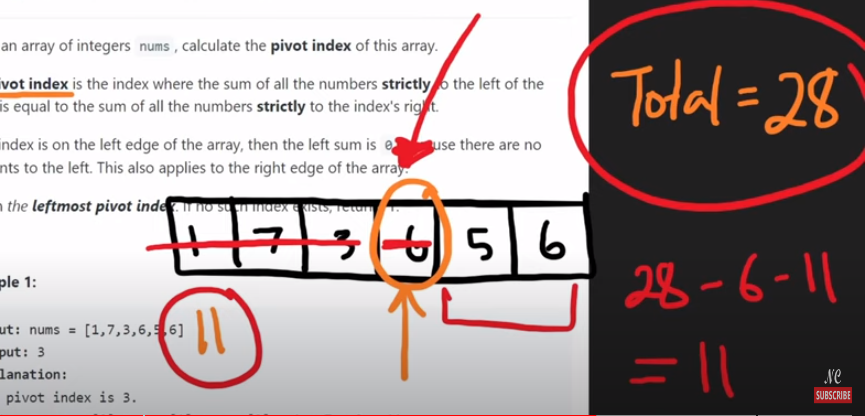 an array of integers nums , calculate the pivot index of this array.
ivot index is the index where the sum of all the numbers strictly to the left of the
is equal to the sum of all the numbers strictly to the index's right.
index is on the left edge of the array, then the left sum is 0 use there are no
nts to the left. This also applies to the right edge of the array.
the leftmost pivot index. If no such index exists, return
1 7 3 6 5 6
ple 1:
ut: nums = [1,7,3,6,5,6]
put: 3
lanation:
pivot index is 3.
11
Total = 28
28 - 6 - 11
= 11
NC
SUBSCRIBE